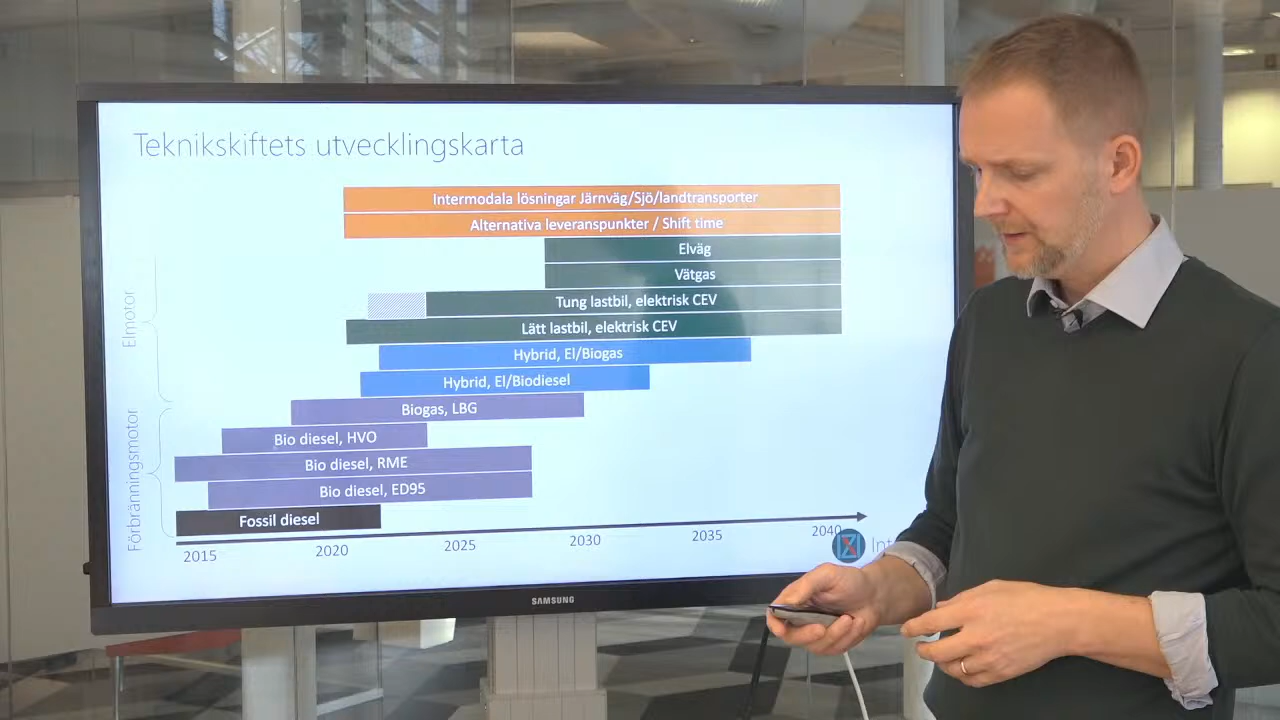 Teknikskiftets utvecklingskarta
Intermodala lösningar Järnväg/Sjö/landtransporter
Alternativa leveranspunkter / Shift time
Elväg
Vätgas
Tung lastbil, elektrisk CEV
Lätt lastbil, elektrisk CEV
Hybrid, El/Biogas
Hybrid, El/Biodiesel
Biogas, LBG
Bio diesel, HVO
Bio diesel, RME
Bio diesel, ED95
Fossil diesel
Elmotor
Förbränningsmotor
2015
2020
2025
2030
2035
2040
SAMSUNG